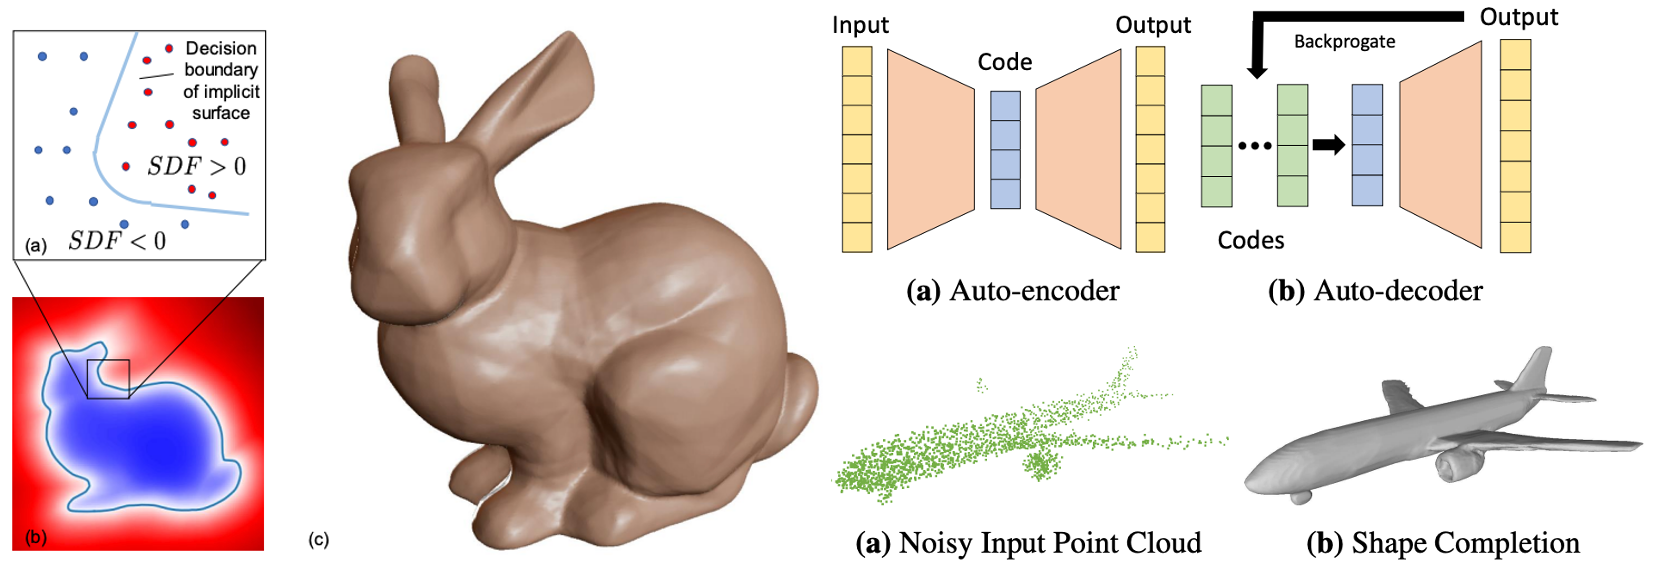 Decision
boundary
of implicit
surface
SDF > 0
(a)
SDF < 0
(b)
(c)
Input
Output
Code
(a) Auto-encoder
Output
Backprogate
Codes
(b) Auto-decoder
(a) Noisy Input Point Cloud
(b) Shape Completion